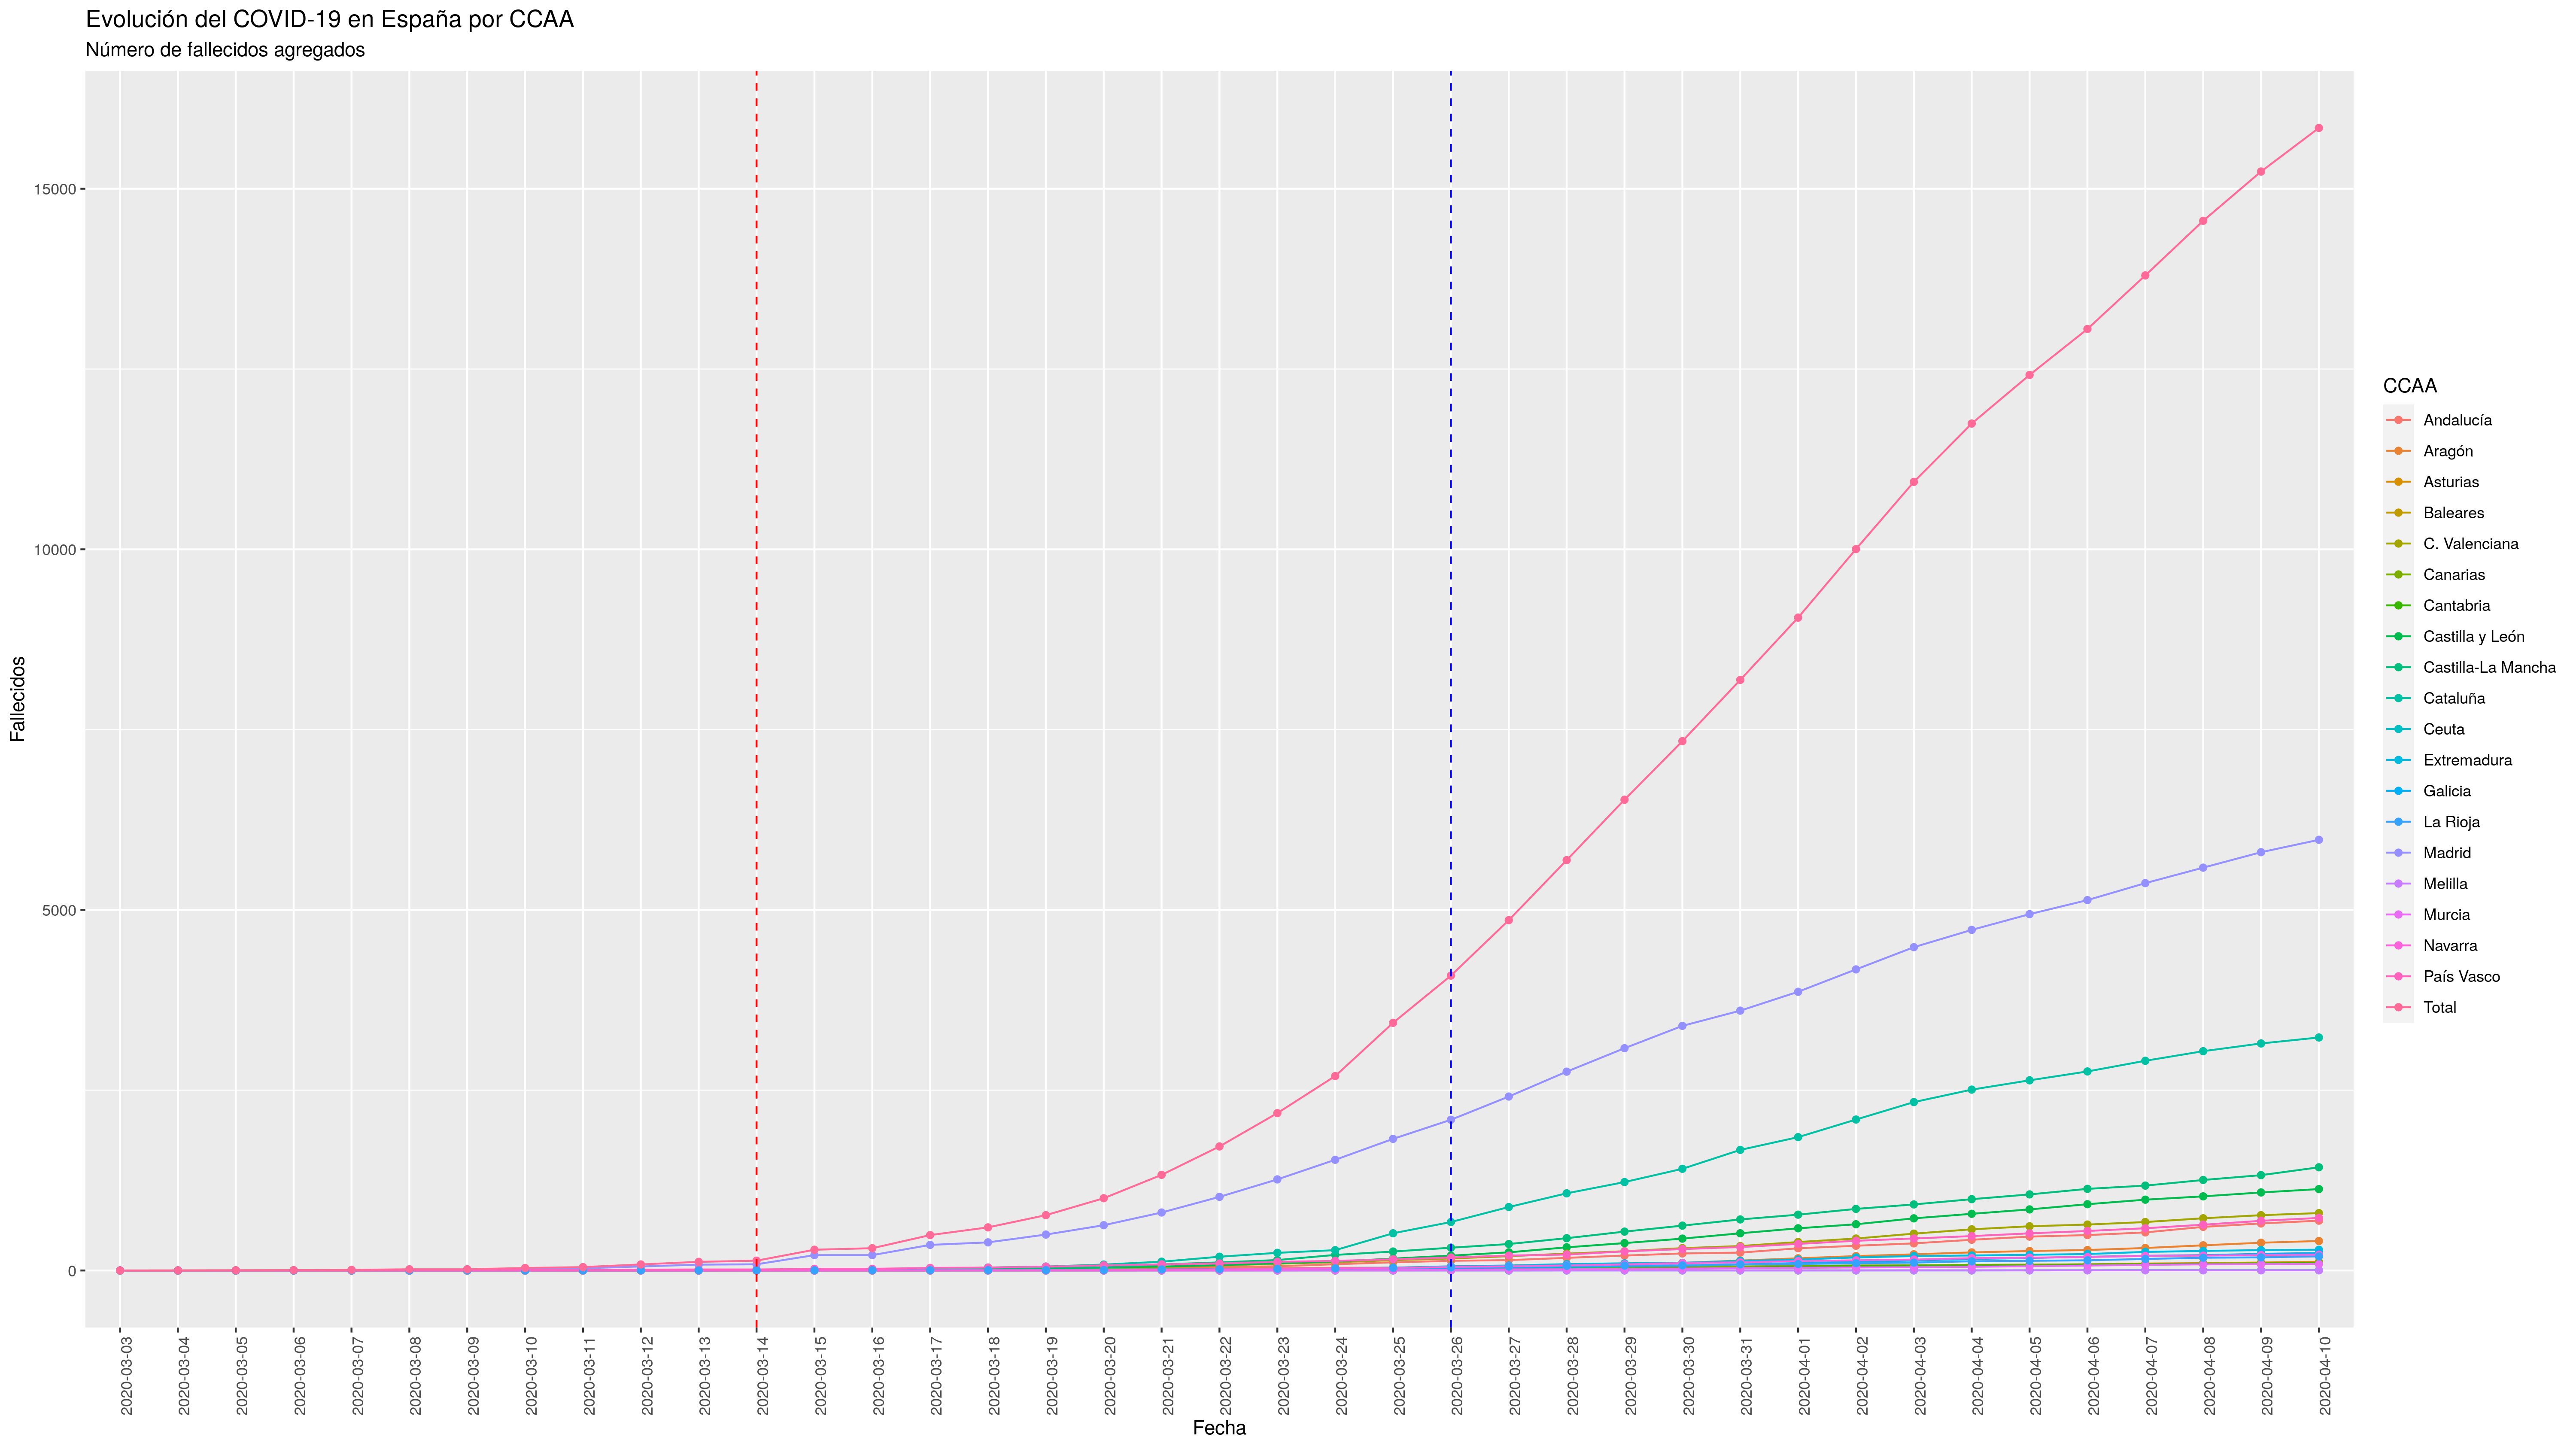 Evolución del COVID-19 en España por CCAA
Número de fallecidos agregados
Fallecidos
15000
10000
5000
0
2020-03-03
2020-03-04
2020-03-05
2020-03-06
2020-03-07
2020-03-08
2020-03-09
2020-03-10
2020-03-11
2020-03-12
2020-03-13
2020-03-14
2020-03-15
2020-03-16
2020-03-17
2020-03-18
2020-03-19
2020-03-20
2020-03-21
2020-03-22
2020-03-23
2020-03-24
2020-03-25
2020-03-26
2020-03-27
2020-03-28
2020-03-29
2020-03-30
2020-03-31
2020-04-01
2020-04-02
2020-04-03
2020-04-04
2020-04-05
2020-04-06
2020-04-07
2020-04-08
2020-04-09
2020-04-10
Fecha
CCAA
Andalucía
Aragón
Asturias
Baleares
C. Valenciana
Canarias
Cantabria
Castilla y León
Castilla-La Mancha
Cataluña
Ceuta
Extremadura
Galicia
La Rioja
Madrid
Melilla
Murcia
Navarra
País Vasco
Total